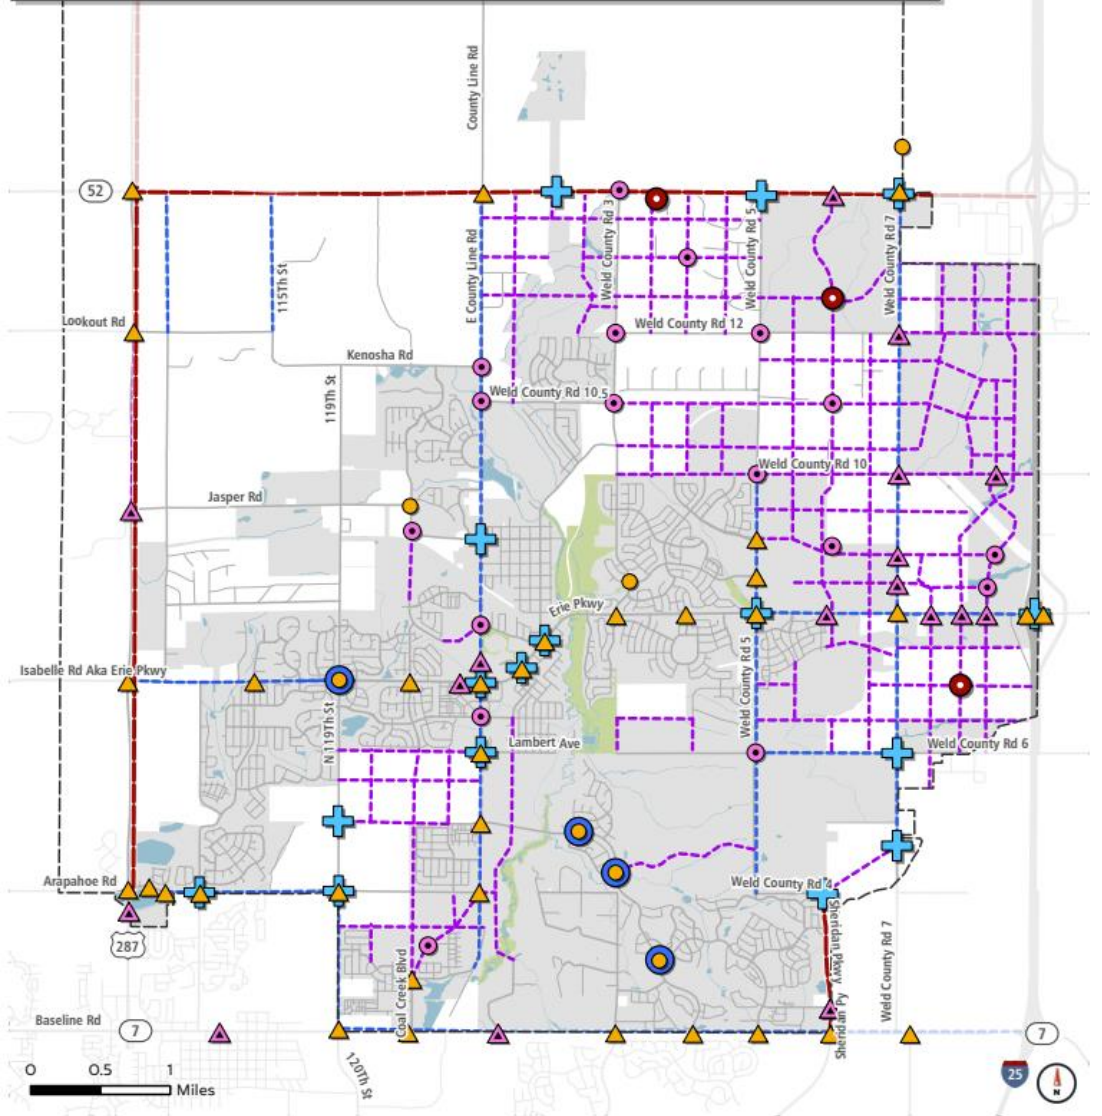 County Line Rd
52
Weld County Rd 3
Weld County Rd 5
Weld County Rd 7
E County Line Rd
115Th St
Lookout Rd
Weld County Rd 12
Kenosha Rd
119Th St
Weld County Rd 10.5
Weld County Rd 10
Jasper Rd
Erie Pkwy
Isabelle Rd Aka Erie Pkwy
Weld County Rd 5
N 119Th St
Lambert Ave
Weld County Rd 6
Arapahoe Rd
Weld County Rd 4
287
Coal Creek Blvd
Sheridan Pkwy
Weld County Rd 7
Baseline Rd
7
Sheridan Py
7
120Th St
0 0.5 1
Miles
25
N